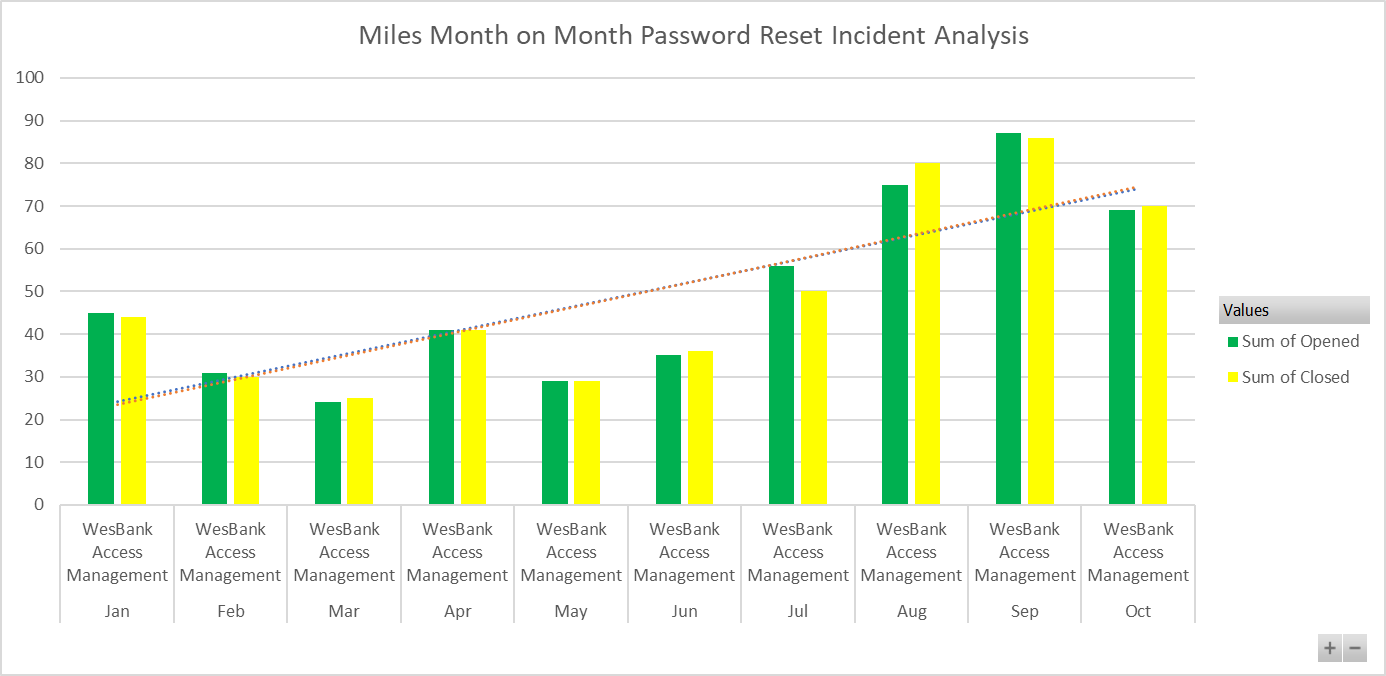 Miles Month on Month Password Reset Incident Analysis
100
90
80
70
60
50
40
30
20
10
0
WesBank WesBank WesBank WesBank WesBank WesBank WesBank WesBank WesBank WesBank
Access Access Access Access Access Access Access Access Access Access
Management Management Management Management Management Management Management Management Management Management
Jan Feb Mar Apr May Jun Jul Aug Sep Oct
Values
Sum of Opened
Sum of Closed
+ −